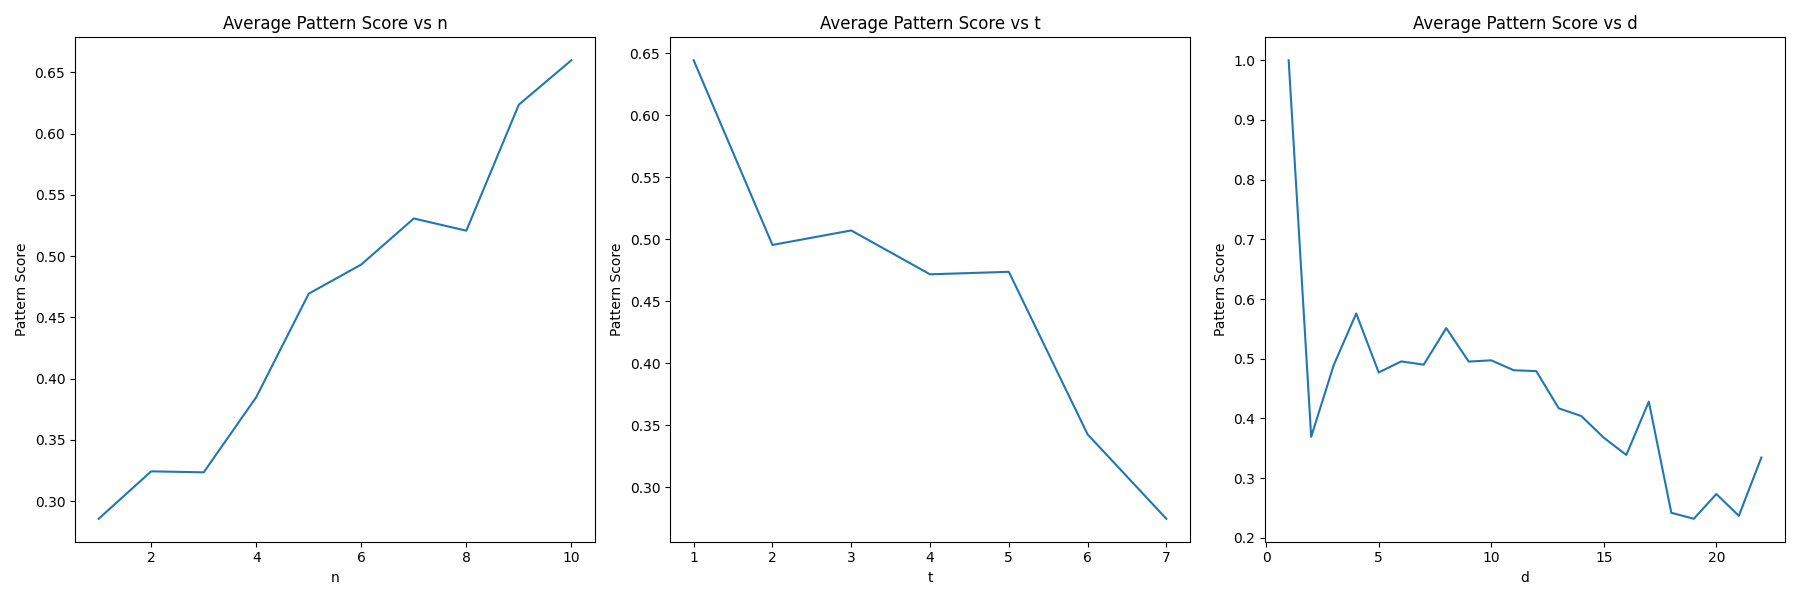 Average Pattern Score vs n
Pattern Score
0.65
0.60
0.55
0.50
0.45
0.40
0.35
0.30
2 4 6 8 10
n
Average Pattern Score vs t
Pattern Score
0.65
0.60
0.55
0.50
0.45
0.40
0.35
0.30
1 2 3 4 5 6 7
t
Average Pattern Score vs d
Pattern Score
1.0
0.9
0.8
0.7
0.6
0.5
0.4
0.3
0.2
0 5 10 15 20
d